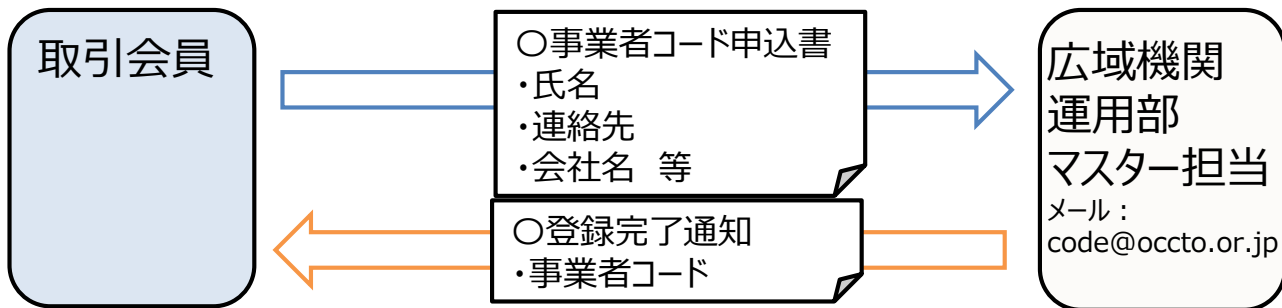 取引会員
〇事業者コード申込書
・氏名
・連絡先
・会社名　等
〇登録完了通知
・事業者コード
広域機関
運用部
マスター担当
メール：
code@occto.or.jp